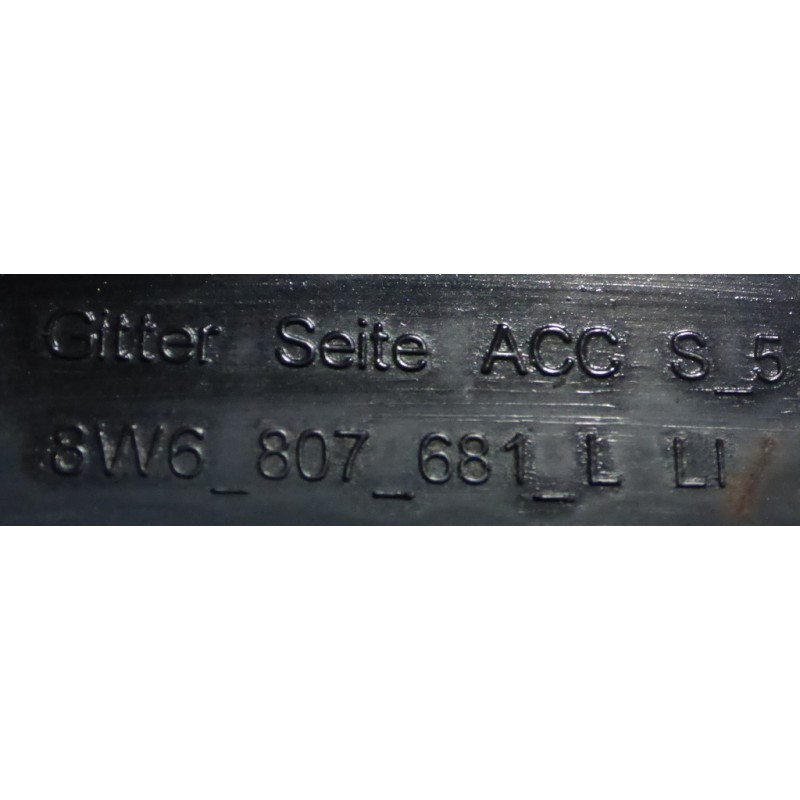 Gitter Seite ACC S_5
8W6_807_681_L LI